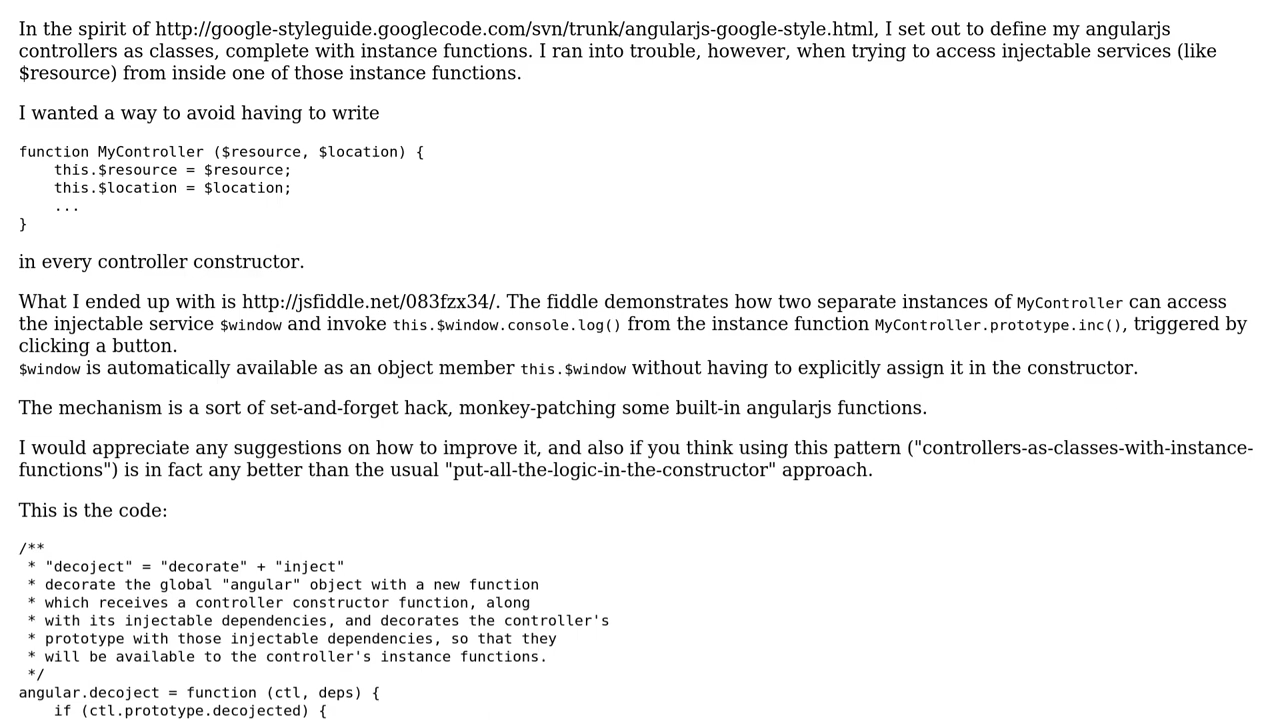 In the spirit of http://google-styleguide.googlecode.com/svn/trunk/angularjs-google-style.html, I set out to define my angularjs
controllers as classes, complete with instance functions. I ran into trouble, however, when trying to access injectable services (like
$resource) from inside one of those instance functions.
I wanted a way to avoid having to write
function MyController ($resource, $location) {
    this.$resource = $resource;
    this.$location = $location;
    ...
}
in every controller constructor.
What I ended up with is http://jsfiddle.net/083fzx34/. The fiddle demonstrates how two separate instances of MyController can access
the injectable service $window and invoke this.$window.console.log() from the instance function MyController.prototype.inc(), triggered by
clicking a button.
$window is automatically available as an object member this.$window without having to explicitly assign it in the constructor.
The mechanism is a sort of set-and-forget hack, monkey-patching some built-in angularjs functions.
I would appreciate any suggestions on how to improve it, and also if you think using this pattern ("controllers-as-classes-with-instance-
functions") is in fact any better than the usual "put-all-the-logic-in-the-constructor" approach.
This is the code:
/**
 * "decoject" = "decorate" + "inject"
 * decorate the global "angular" object with a new function
 * which receives a controller constructor function, along
 * with its injectable dependencies, and decorates the controller's
 * prototype with those injectable dependencies, so that they
 * will be available to the controller's instance functions.
 */
angular.decoject = function (ctl, deps) {
    if (ctl.prototype.decojected) {